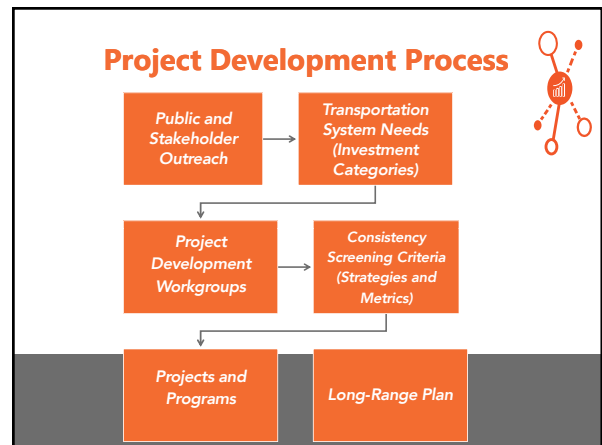 Project Development Process
Public and
Stakeholder
Outreach
Transportation
System Needs
(Investment
Categories)
Project
Development
Workgroups
Consistency
Screening Criteria
(Strategies and
Metrics)
Projects and
Programs
Long-Range Plan